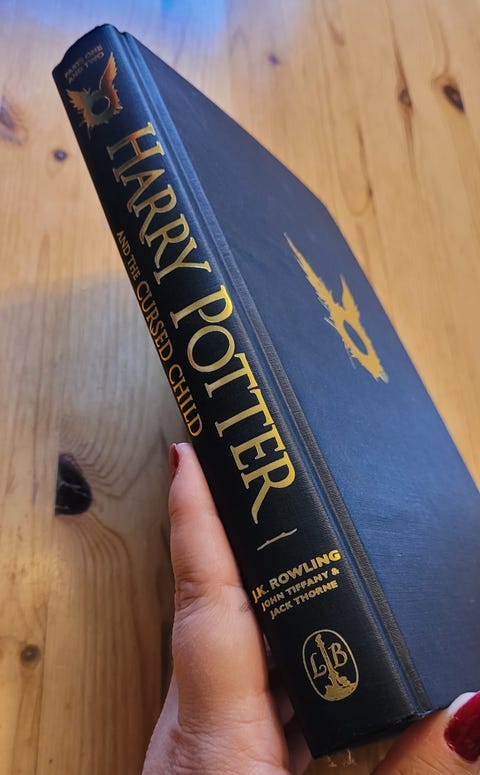 PARTS ONE
AND TWO
HARRY POTTER
AND THE CURSED CHILD
J.K. ROWLING
JOHN TIFFANY &
JACK THORNE
LB